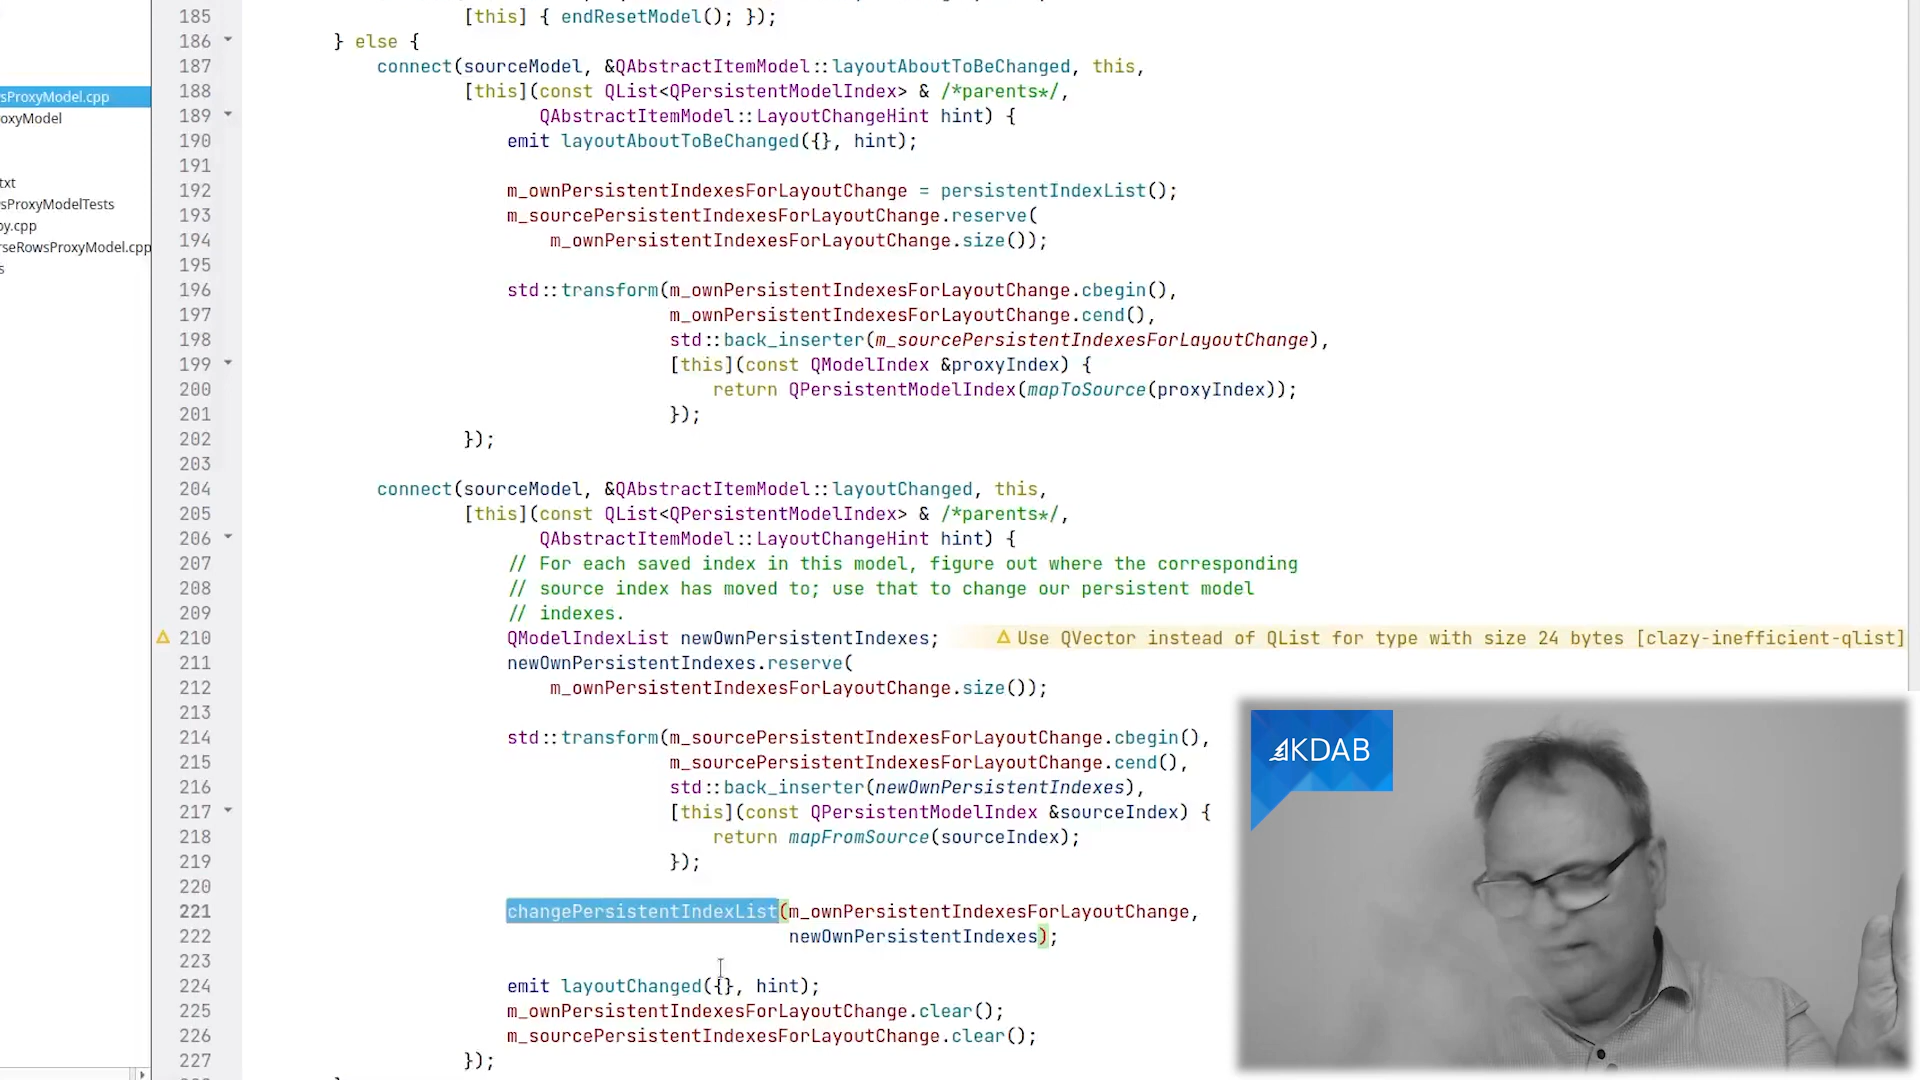 sProxyModel.cpp
oxyModel
txt
sProxyModelTests
py.cpp
rseRowsProxyModel.cpp
s
185 [this] { endResetModel(); });
186 } else {
187 connect(sourceModel, &QAbstractItemModel::layoutAboutToBeChanged, this,
188 [this](const QList<QPersistentModelIndex> & /*parents*/,
189 QAbstractItemModel::LayoutChangeHint hint) {
190 emit layoutAboutToBeChanged({}, hint);
191
192 m_ownPersistentIndexesForLayoutChange = persistentIndexList();
193 m_sourcePersistentIndexesForLayoutChange.reserve(
194 m_ownPersistentIndexesForLayoutChange.size());
195
196 std::transform(m_ownPersistentIndexesForLayoutChange.cbegin(),
197 m_ownPersistentIndexesForLayoutChange.cend(),
198 std::back_inserter(m_sourcePersistentIndexesForLayoutChange),
199 [this](const QModelIndex &proxyIndex) {
200 return QPersistentModelIndex(mapToSource(proxyIndex));
201 });
202 });
203
204 connect(sourceModel, &QAbstractItemModel::layoutChanged, this,
205 [this](const QList<QPersistentModelIndex> & /*parents*/,
206 QAbstractItemModel::LayoutChangeHint hint) {
207 // For each saved index in this model, figure out where the corresponding
208 // source index has moved to; use that to change our persistent model
209 // indexes.
210 QModelIndexList newOwnPersistentIndexes; Use QVector instead of QList for type with size 24 bytes [clazy-inefficient-qlist]
211 newOwnPersistentIndexes.reserve(
212 m_ownPersistentIndexesForLayoutChange.size());
213
214 std::transform(m_sourcePersistentIndexesForLayoutChange.cbegin(),
215 m_sourcePersistentIndexesForLayoutChange.cend(),
216 std::back_inserter(newOwnPersistentIndexes),
217 [this](const QPersistentModelIndex &sourceIndex) {
218 return mapFromSource(sourceIndex);
219 });
220
221 changePersistentIndexList(m_ownPersistentIndexesForLayoutChange,
222 newOwnPersistentIndexes);
223
224 emit layoutChanged({}, hint);
225 m_ownPersistentIndexesForLayoutChange.clear();
226 m_sourcePersistentIndexesForLayoutChange.clear();
227 });
KDAB